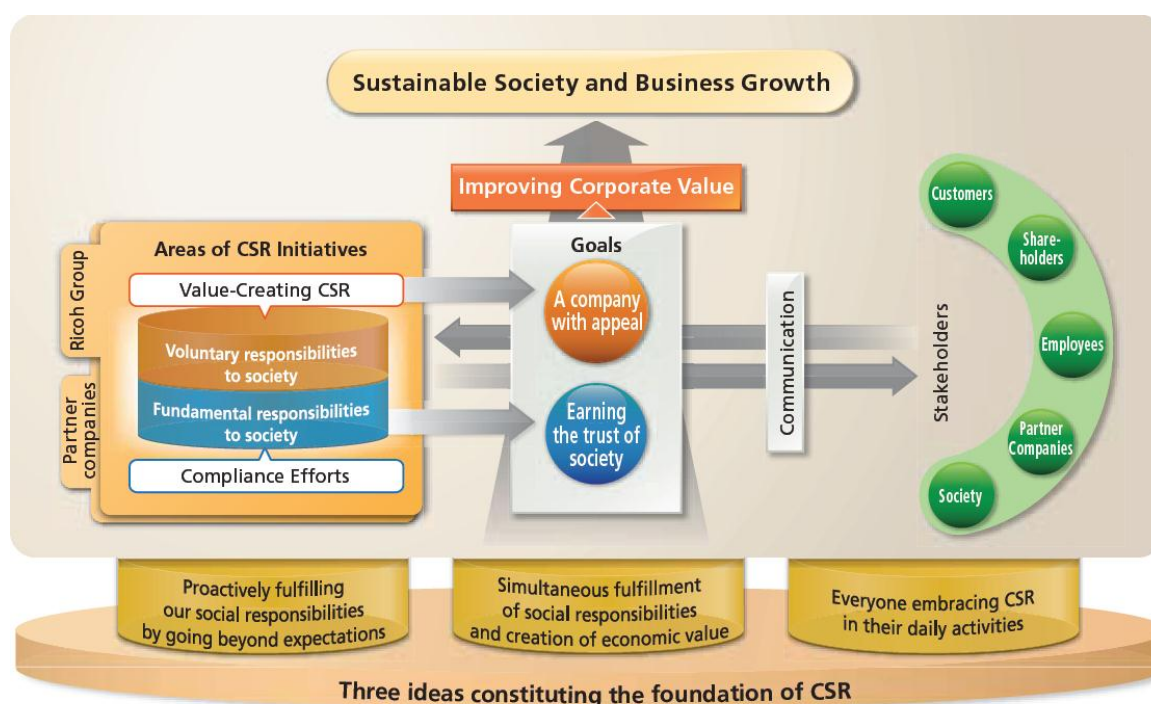 Sustainable Society and Business Growth
Improving Corporate Value
Ricoh Group
Partner
companies
Areas of CSR Initiatives
Value-Creating CSR
Voluntary responsibilities
to society
Fundamental responsibilities
to society
Compliance Efforts
Goals
A company
with appeal
Earning
the trust of
society
Communication
Stakeholders
Customers
Share-
holders
Employees
Partner
Companies
Society
Proactively fulfilling
our social responsibilities
by going beyond expectations
Simultaneous fulfillment
of social responsibilities
and creation of economic value
Everyone embracing CSR
in their daily activities
Three ideas constituting the foundation of CSR